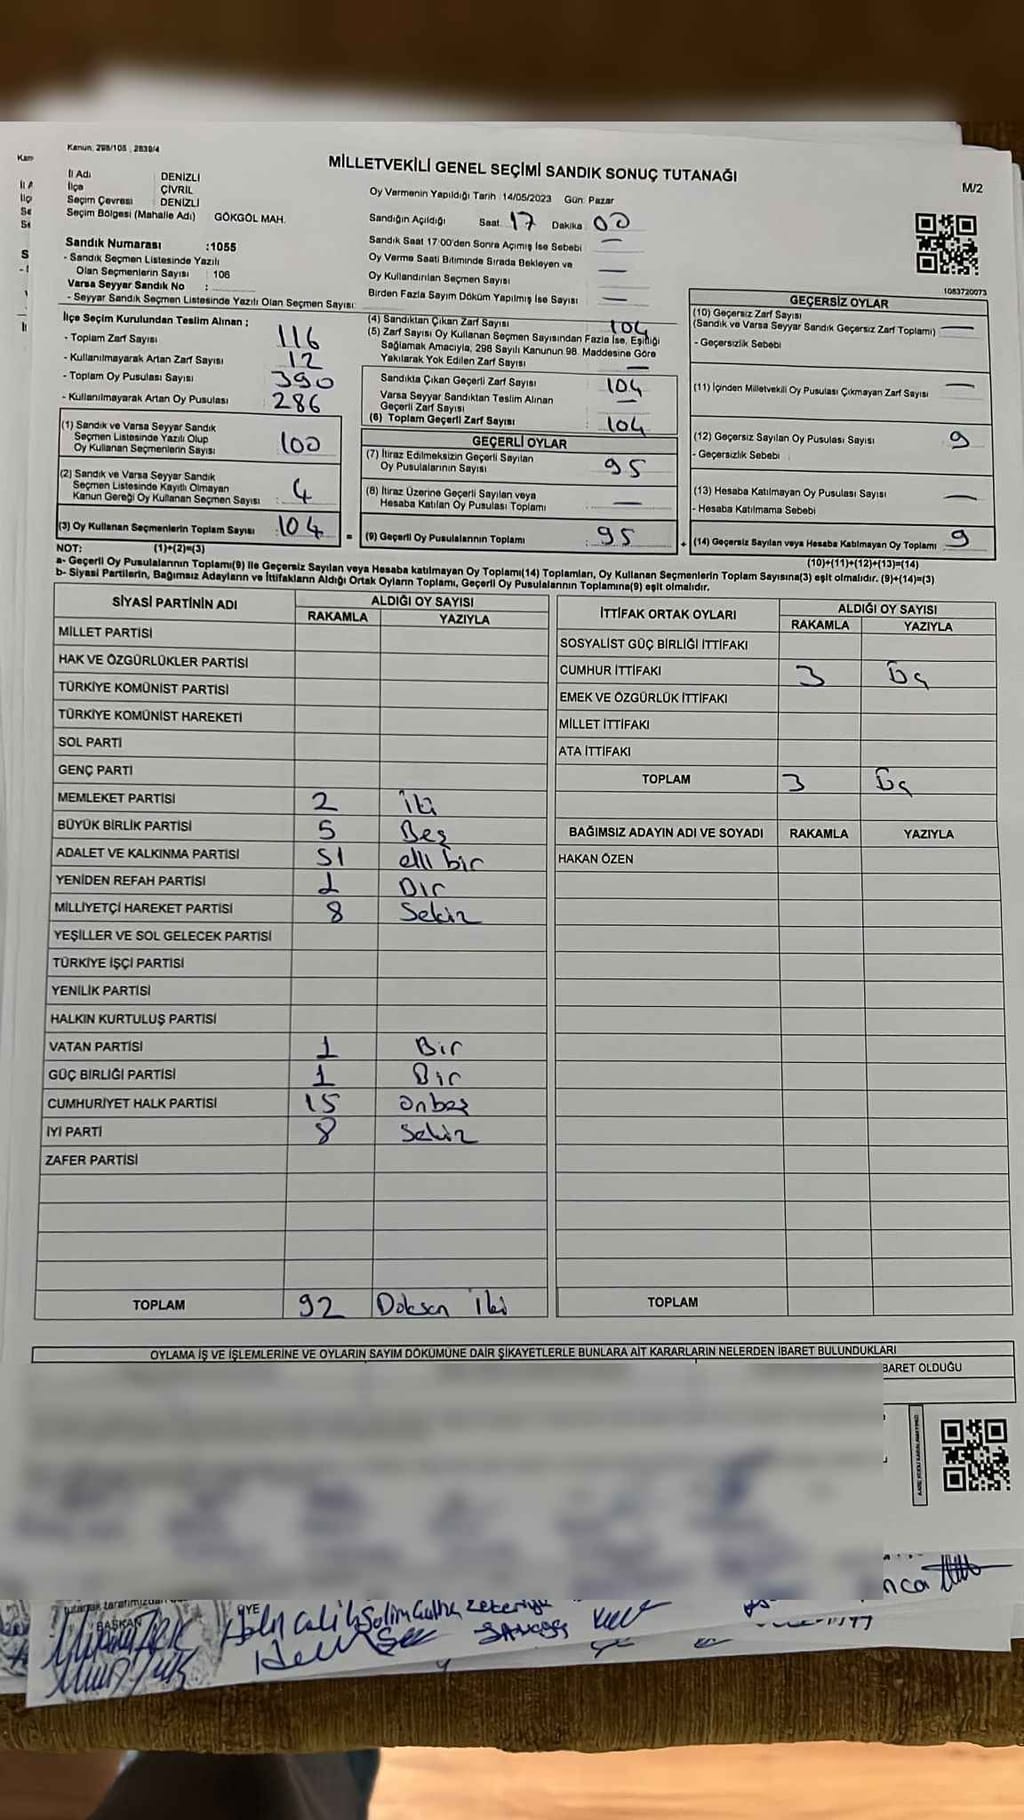 Kanun: 298/105 , 2839/4
MİLLETVEKİLİ GENEL SEÇİMİ SANDIK SONUÇ TUTANAĞI
M/2
İl Adı DENİZLİ
İlçe ÇİVRİL
Seçim Çevresi DENİZLİ
Seçim Bölgesi (Mahalle Adı) GÖKGÖL MAH.
Oy Vermenin Yapıldığı Tarih :14/05/2023 Gün: Pazar
Sandığın Açıldığı Saat 17 Dakika 00
Sandık Saat 17:00'den Sonra Açımış İse Sebebi —
Oy Verme Saati Bitiminde Sırada Bekleyen ve
Oy Kullandırılan Seçmen Sayısı —
Birden Fazla Sayım Döküm Yapılmış İse Sayısı —
Sandık Numarası :1055
- Sandık Seçmen Listesinde Yazılı
Olan Seçmenlerin Sayısı : 106
Varsa Seyyar Sandık No :
- Seyyar Sandık Seçmen Listesinde Yazılı Olan Seçmen Sayısı:
1083720073
İlçe Seçim Kurulundan Teslim Alınan ;
- Toplam Zarf Sayısı 116
- Kullanılmayarak Artan Zarf Sayısı 12
- Toplam Oy Pusulası Sayısı 390
- Kullanılmayarak Artan Oy Pusulası 286
(1) Sandık ve Varsa Seyyar Sandık
Seçmen Listesinde Yazılı Olup
Oy Kullanan Seçmenlerin Sayısı 100
(2) Sandık ve Varsa Seyyar Sandık
Seçmen Listesinde Kayıtlı Olmayan
Kanun Gereği Oy Kullanan Seçmen Sayısı 4
(3) Oy Kullanan Seçmenlerin Toplam Sayısı 104
(4) Sandıktan Çıkan Zarf Sayısı 104
(5) Zarf Sayısı Oy Kullanan Seçmen Sayısından Fazla İse, Eşitliği
Sağlamak Amacıyla, 298 Sayılı Kanunun 98. Maddesine Göre
Yakılarak Yok Edilen Zarf Sayısı —
Sandıkta Çıkan Geçerli Zarf Sayısı 104
Varsa Seyyar Sandıktan Teslim Alınan
Geçerli Zarf Sayısı —
(6) Toplam Geçerli Zarf Sayısı 104
GEÇERLİ OYLAR
(7) İtiraz Edilmeksizin Geçerli Sayılan
Oy Pusulalarının Sayısı 95
(8) İtiraz Üzerine Geçerli Sayılan veya
Hesaba Katılan Oy Pusulası Toplamı —
= (9) Geçerli Oy Pusulalarının Toplamı 95
GEÇERSİZ OYLAR
(10) Geçersiz Zarf Sayısı
(Sandık ve Varsa Seyyar Sandık Geçersiz Zarf Toplamı) —
- Geçersizlik Sebebi
(11) İçinden Milletvekili Oy Pusulası Çıkmayan Zarf Sayısı —
(12) Geçersiz Sayılan Oy Pusulası Sayısı 9
- Geçersizlik Sebebi
(13) Hesaba Katılmayan Oy Pusulası Sayısı —
- Hesaba Katılmama Sebebi
+ (14) Geçersiz Sayılan veya Hesaba Katılmayan Oy Toplamı 9
NOT: (1)+(2)=(3) (10)+(11)+(12)+(13)=(14)
a- Geçerli Oy Pusulalarının Toplamı(9) ile Geçersiz Sayılan veya Hesaba katılmayan Oy Toplamı(14) Toplamları, Oy Kullanan Seçmenlerin Toplam Sayısına(3) eşit olmalıdır. (9)+(14)=(3)
b- Siyasi Partilerin, Bağımsız Adayların ve İttifakların Aldığı Ortak Oyların Toplamı, Geçerli Oy Pusulalarının Toplamına(9) eşit olmalıdır.
SİYASİ PARTİNİN ADI ALDIĞI OY SAYISI
RAKAMLA YAZIYLA
MİLLET PARTİSİ
HAK VE ÖZGÜRLÜKLER PARTİSİ
TÜRKİYE KOMÜNİST PARTİSİ
TÜRKİYE KOMÜNİST HAREKETİ
SOL PARTİ
GENÇ PARTİ
MEMLEKET PARTİSİ 2 iki
BÜYÜK BİRLİK PARTİSİ 5 Beş
ADALET VE KALKINMA PARTİSİ 51 elli bir
YENİDEN REFAH PARTİSİ 1 Bir
MİLLİYETÇİ HAREKET PARTİSİ 8 Sekiz
YEŞİLLER VE SOL GELECEK PARTİSİ
TÜRKİYE İŞÇİ PARTİSİ
YENİLİK PARTİSİ
HALKIN KURTULUŞ PARTİSİ
VATAN PARTİSİ 1 Bir
GÜÇ BİRLİĞİ PARTİSİ 1 Bir
CUMHURİYET HALK PARTİSİ 15 Onbeş
İYİ PARTİ 8 Sekiz
ZAFER PARTİSİ
TOPLAM 92 Doksan iki
İTTİFAK ORTAK OYLARI ALDIĞI OY SAYISI
RAKAMLA YAZIYLA
SOSYALİST GÜÇ BİRLİĞİ İTTİFAKI
CUMHUR İTTİFAKI 3 Üç
EMEK VE ÖZGÜRLÜK İTTİFAKI
MİLLET İTTİFAKI
ATA İTTİFAKI
TOPLAM 3 Üç
BAĞIMSIZ ADAYIN ADI VE SOYADI RAKAMLA YAZIYLA
HAKAN ÖZEN
TOPLAM
OYLAMA İŞ VE İŞLEMLERİNE VE OYLARIN SAYIM DÖKÜMÜNE DAİR ŞİKAYETLERLE BUNLARA AİT KARARLARIN NELERDEN İBARET BULUNDUKLARI
BARET OLDUĞU
BAŞKAN
ÜYE